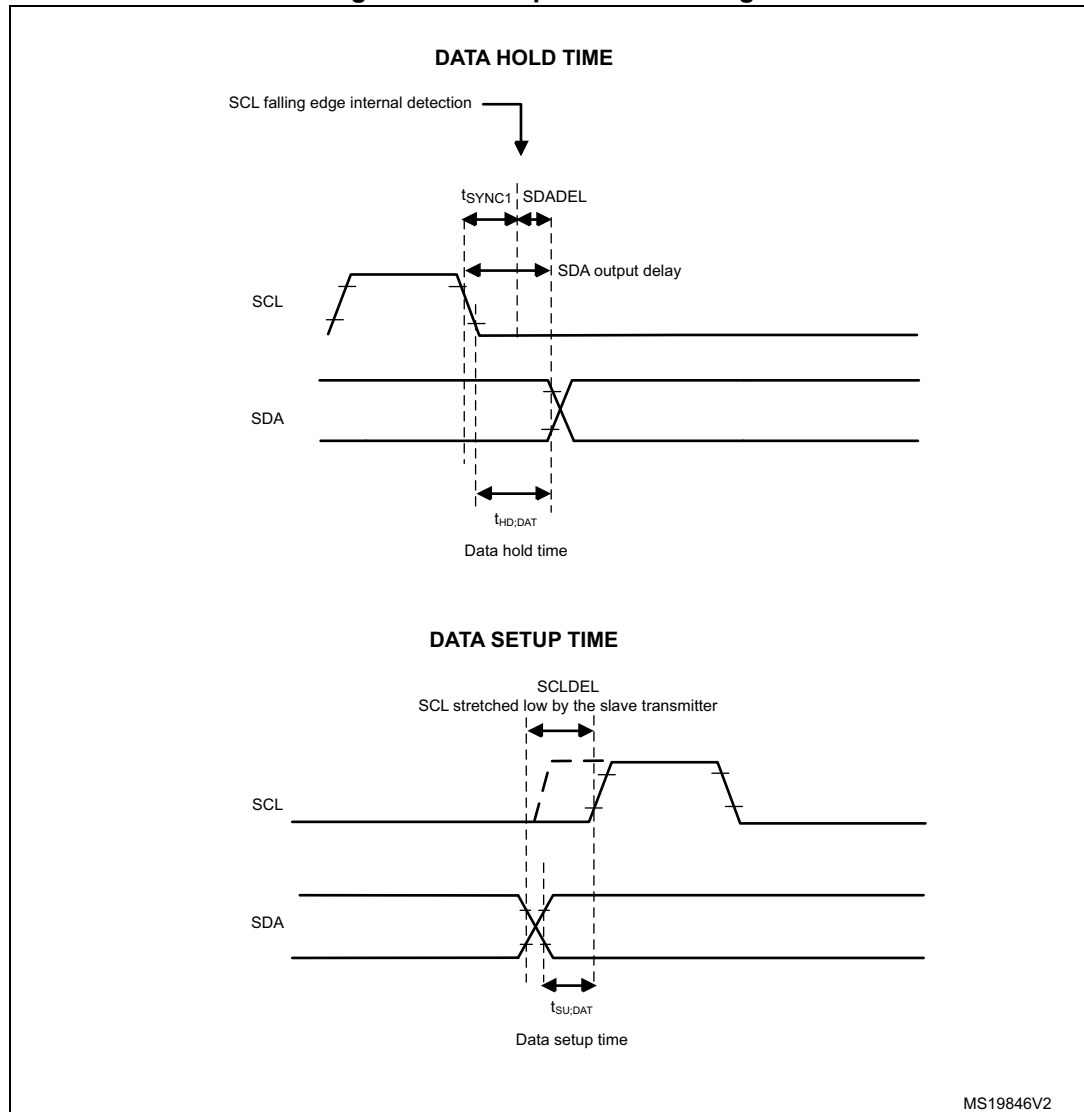 DATA HOLD TIME
SCL falling edge internal detection
tSYNC1 SDADEL
SDA output delay
SCL
SDA
tHD;DAT
Data hold time
DATA SETUP TIME
SCLDEL
SCL stretched low by the slave transmitter
SCL
SDA
tSU;DAT
Data setup time
MS19846V2